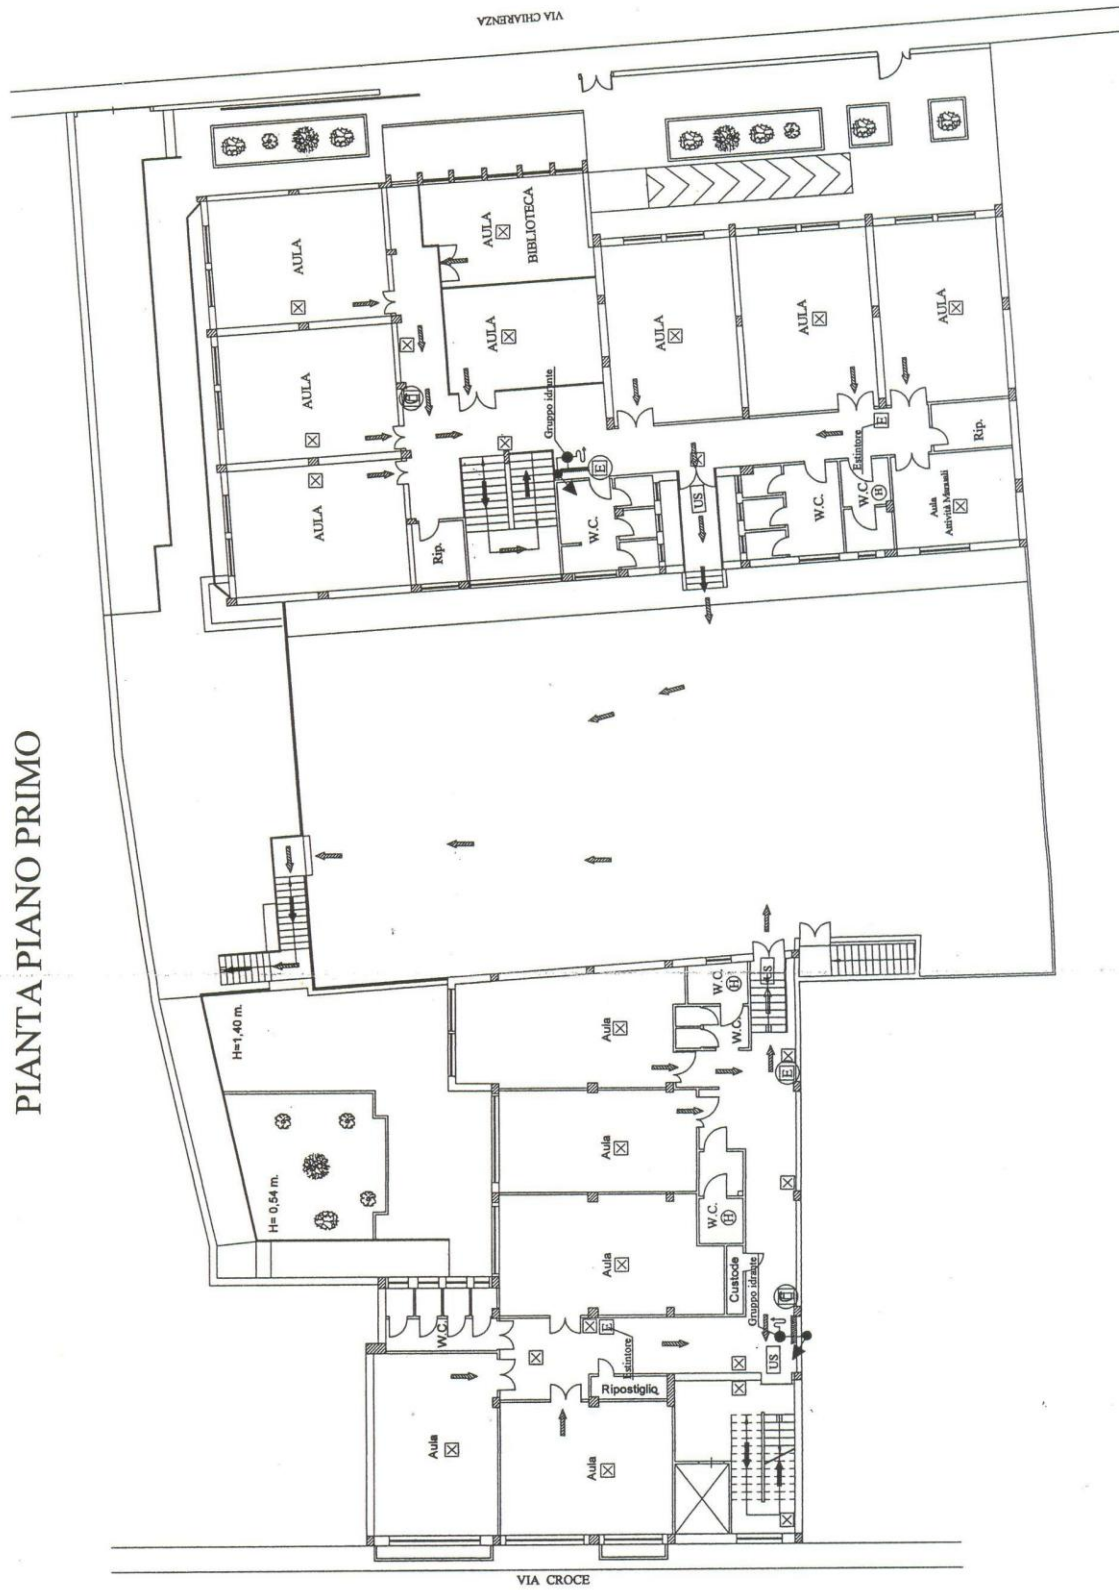 PIANTA PIANO PRIMO
VIA CHIARENZA
AULA
AULA
AULA
AULA
BIBLIOTECA
AULA
AULA
AULA
AULA
Gruppo idrante
E
Estintore
E
Rip.
W.C.
US
W.C.
W.C.
H
Rip.
Aula
Attività Manuali
H=1,40 m.
H= 0,54 m.
Aula
W.C.
H
W.C.
US
E
Aula
Aula
W.C.
H
Custode
Gruppo idrante
W.C.
E
Estintore
Ripostiglio
US
Aula
Aula
VIA CROCE